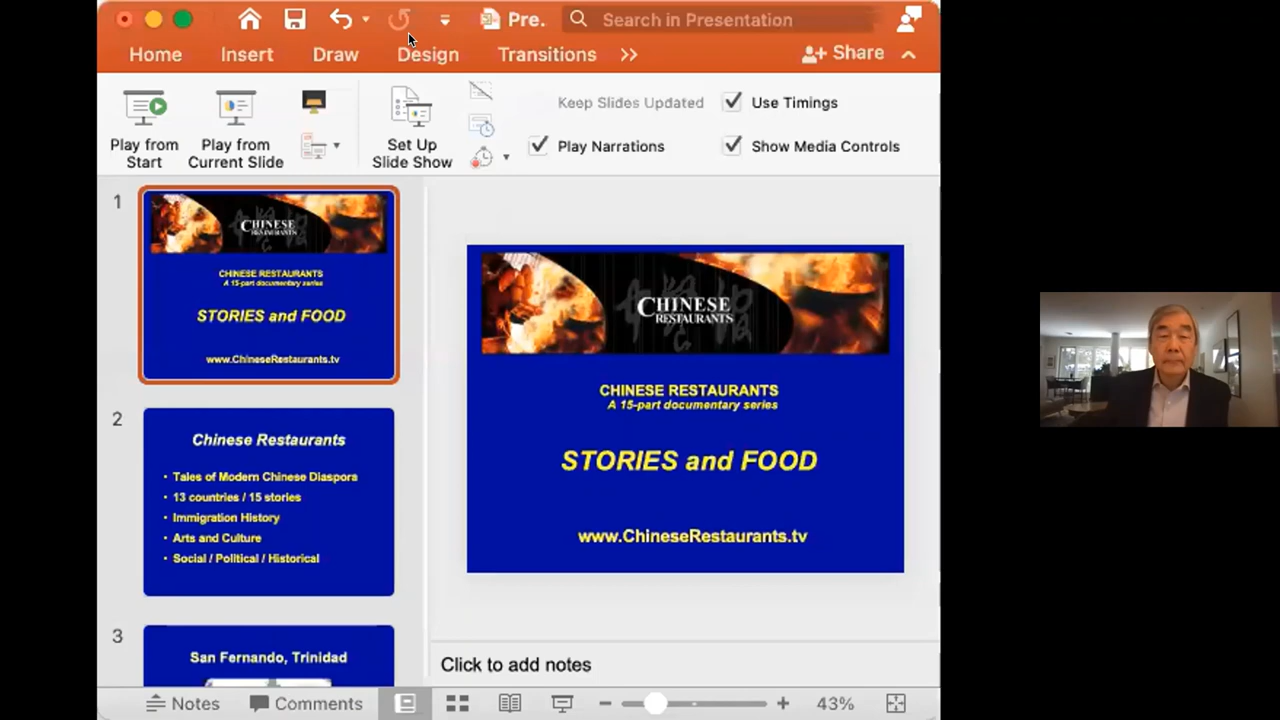 Pre.
Search in Presentation
Home
Insert
Draw
Design
Transitions
>>
Share
Play from
Start
Play from
Current Slide
Set Up
Slide Show
Keep Slides Updated
Use Timings
Play Narrations
Show Media Controls
1
CHINESE
RESTAURANTS
CHINESE RESTAURANTS
A 15-part documentary series
STORIES and FOOD
www.ChineseRestaurants.tv
2
Chinese Restaurants
• Tales of Modern Chinese Diaspora
• 13 countries / 15 stories
• Immigration History
• Arts and Culture
• Social / Political / Historical
3
San Fernando, Trinidad
CHINESE
RESTAURANTS
CHINESE RESTAURANTS
A 15-part documentary series
STORIES and FOOD
www.ChineseRestaurants.tv
Click to add notes
Notes
Comments
43%